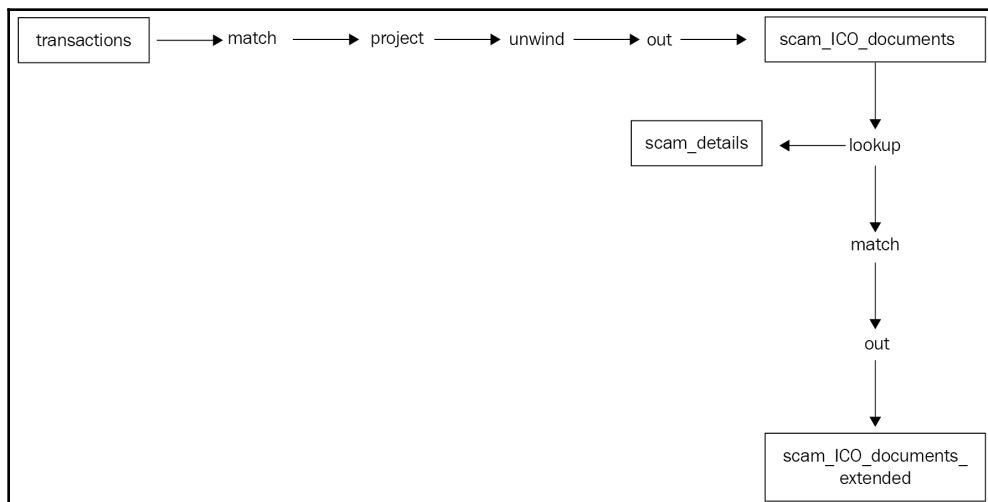 transactions match project unwind out scam_ICO_documents
scam_details lookup
match
out
scam_ICO_documents_
extended